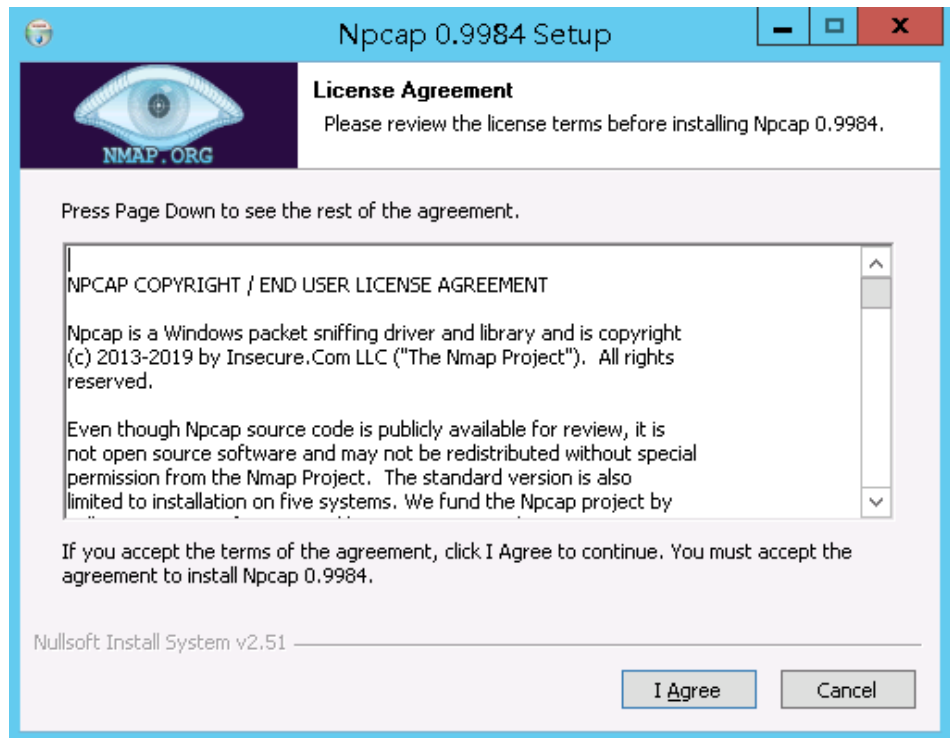 Npcap 0.9984 Setup
NMAP.ORG
License Agreement
Please review the license terms before installing Npcap 0.9984.
Press Page Down to see the rest of the agreement.
NPCAP COPYRIGHT / END USER LICENSE AGREEMENT
Npcap is a Windows packet sniffing driver and library and is copyright
(c) 2013-2019 by Insecure.Com LLC ("The Nmap Project").  All rights
reserved.
Even though Npcap source code is publicly available for review, it is
not open source software and may not be redistributed without special
permission from the Nmap Project.  The standard version is also
limited to installation on five systems. We fund the Npcap project by
If you accept the terms of the agreement, click I Agree to continue. You must accept the
agreement to install Npcap 0.9984.
Nullsoft Install System v2.51
I Agree
Cancel